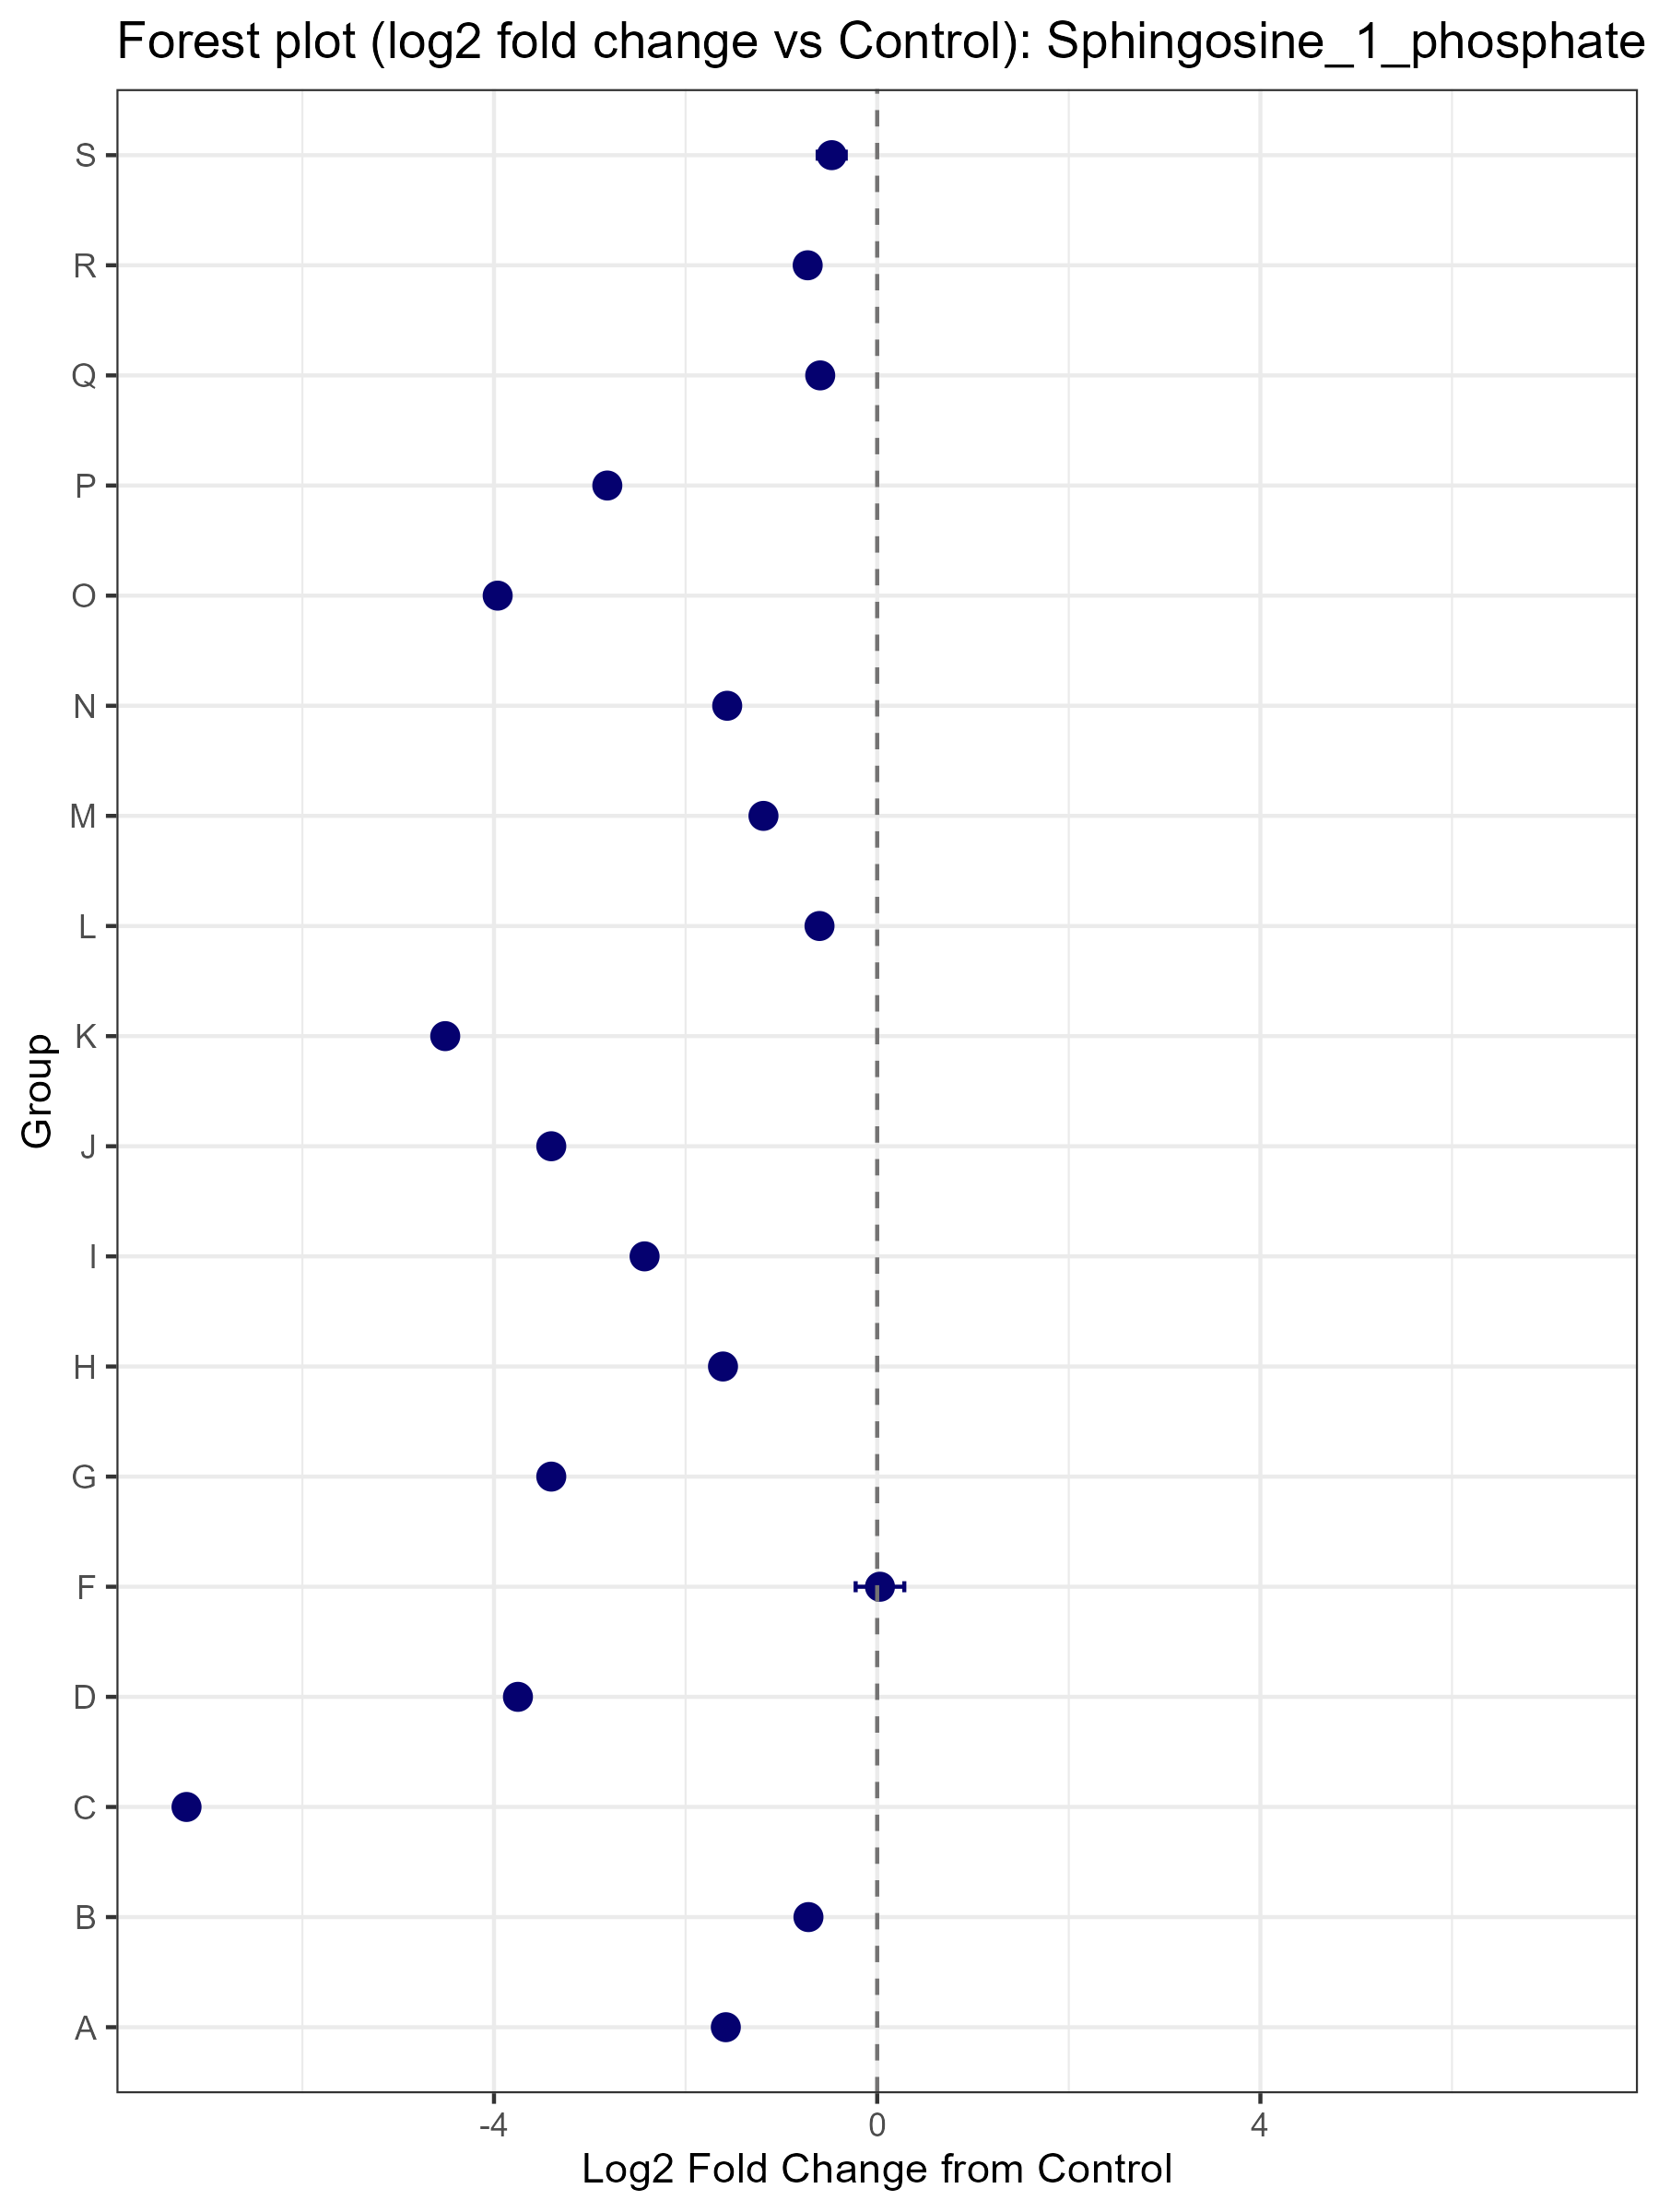 Forest plot (log2 fold change vs Control): Sphingosine_1_phosphate
S
R
Q
P
O
N
M
L
K
J
I
H
G
F
D
C
B
A
Group
-4 0 4
Log2 Fold Change from Control